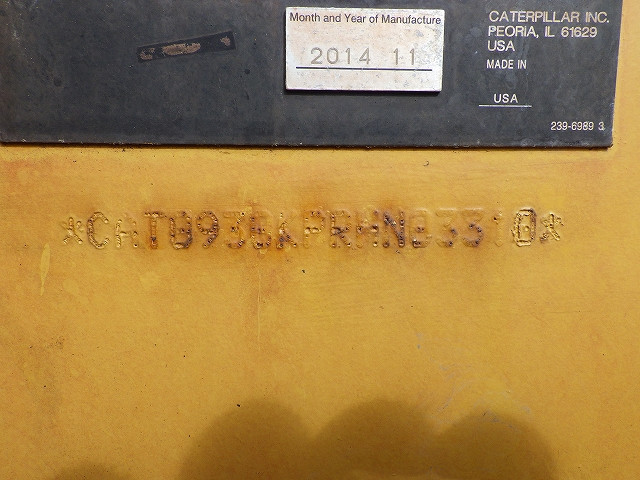 Month and Year of Manufacture
2014 11
CATERPILLAR INC.
PEORIA, IL 61629
USA
MADE IN
USA
239-6989 3
*CAT0938KPRAN03310*